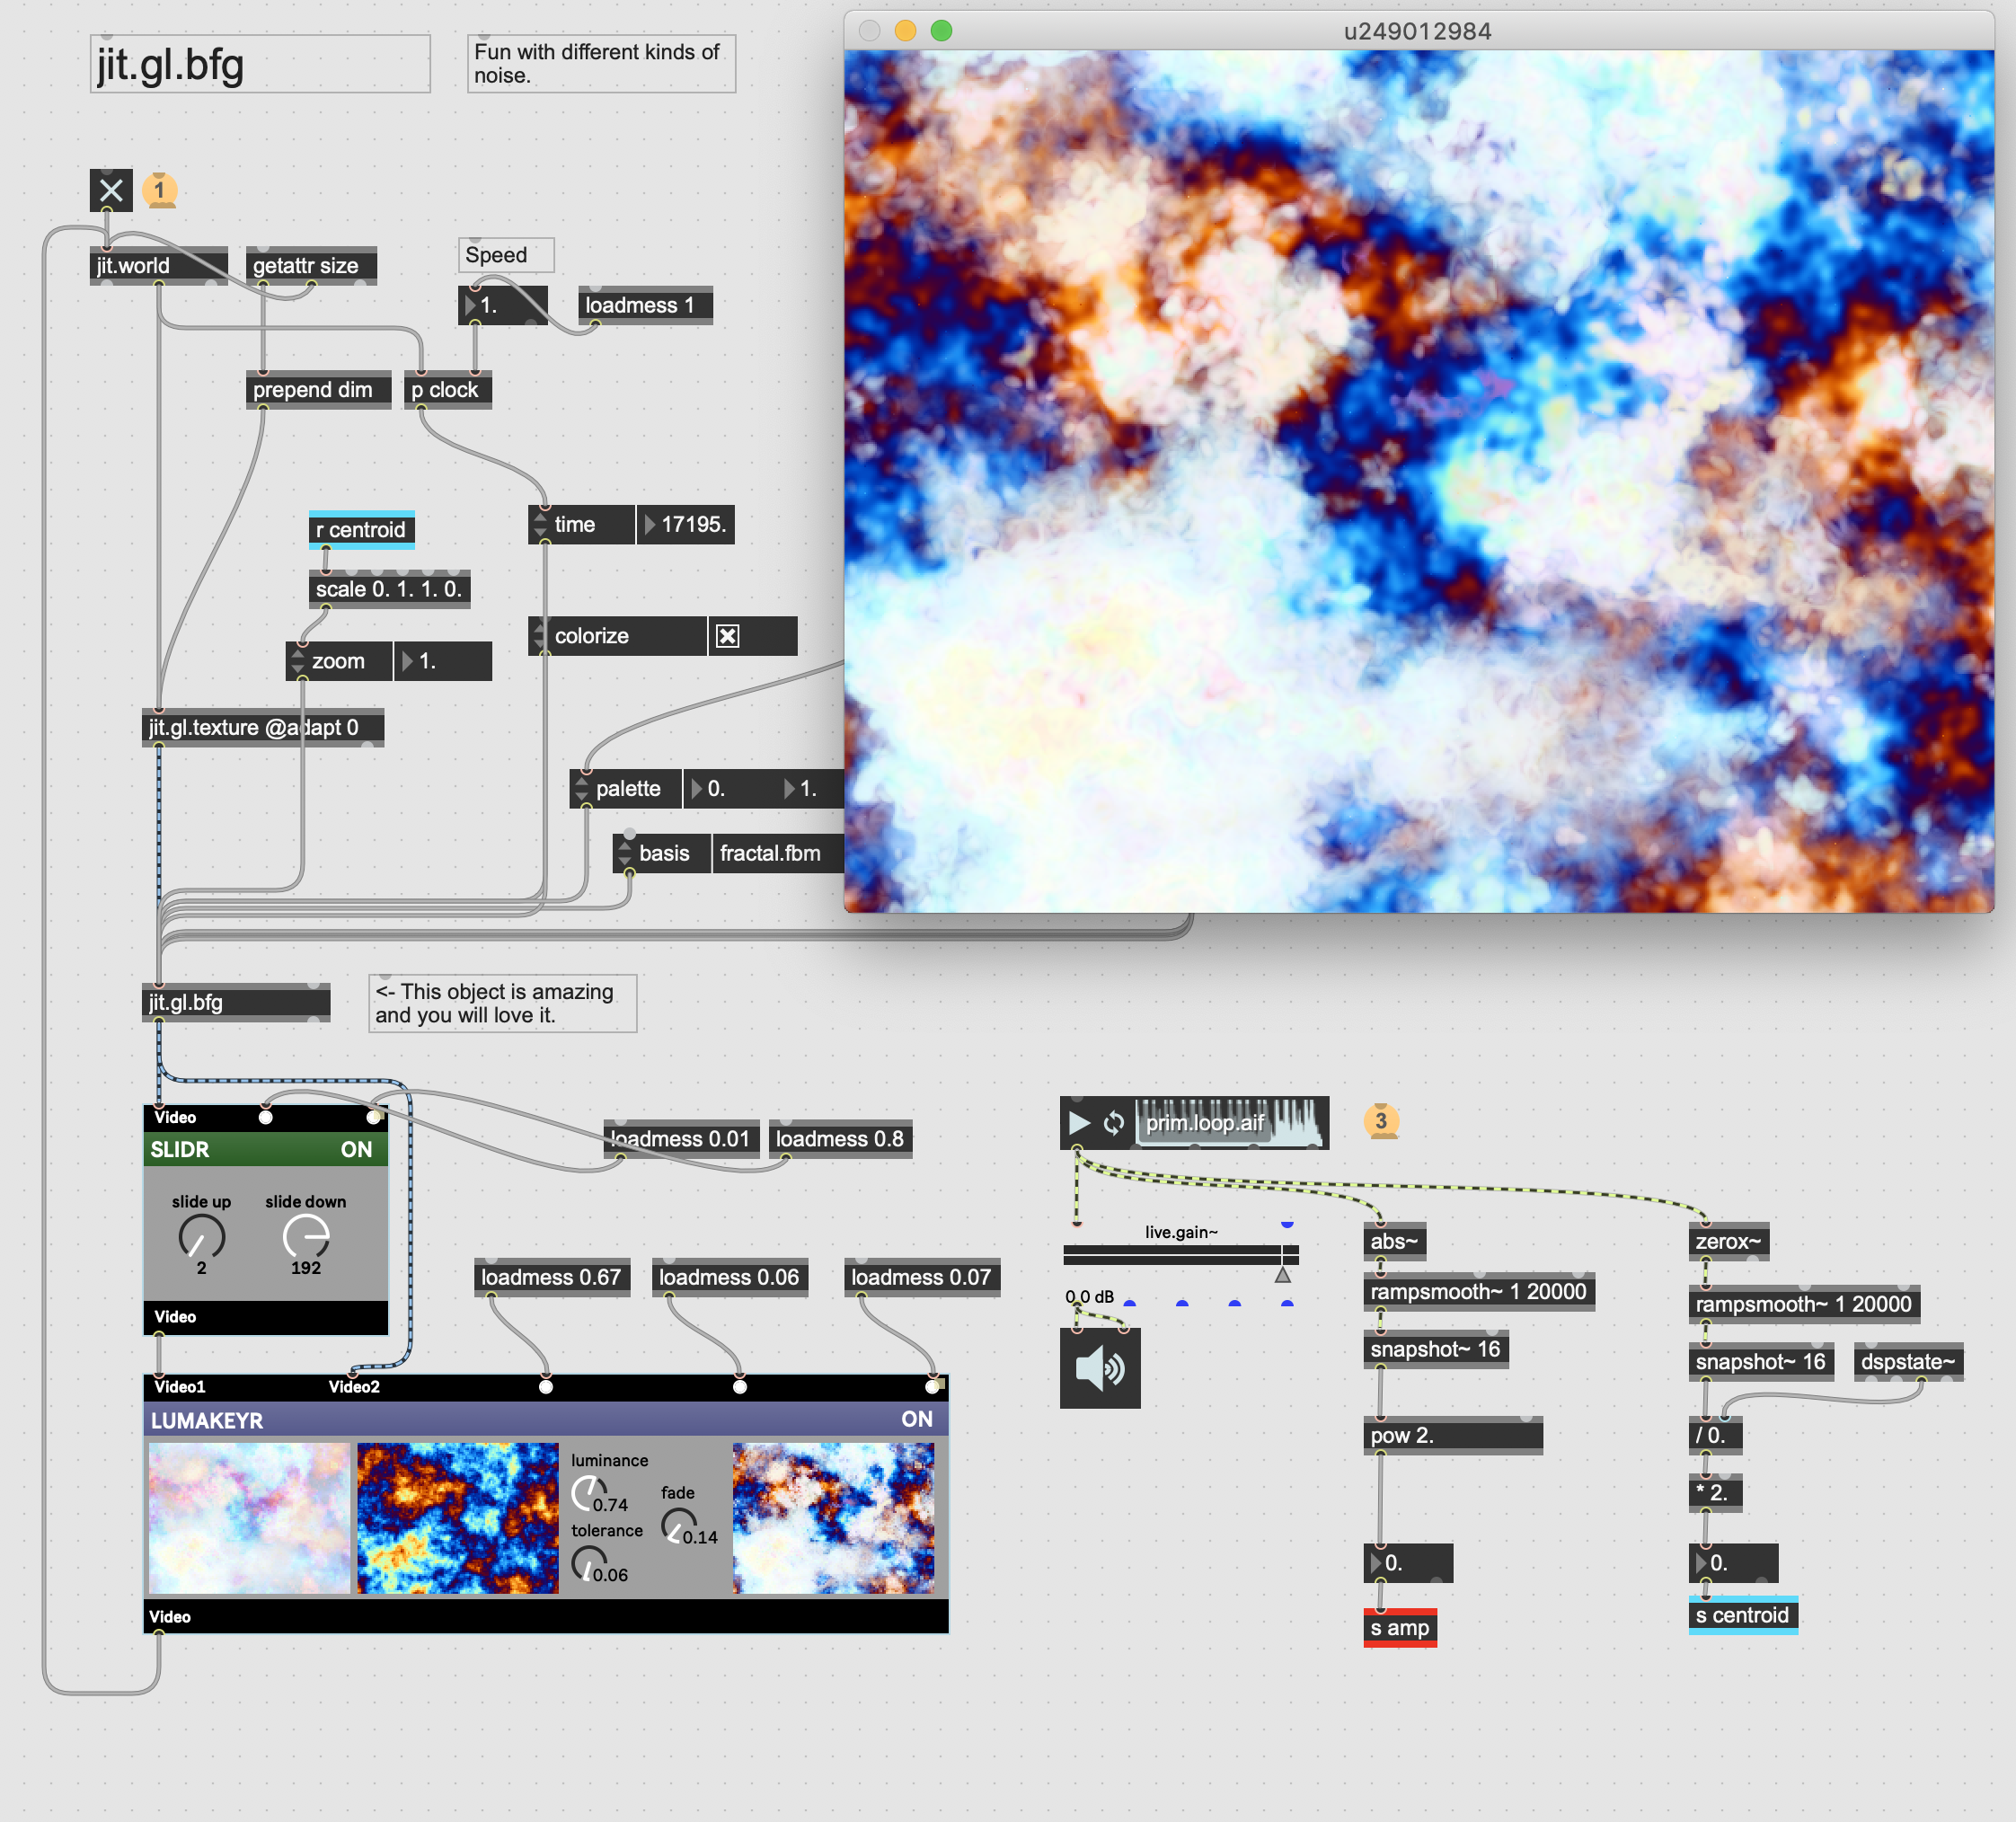 jit.gl.bfg
Fun with different kinds of
noise.
u249012984
1
jit.world
getattr size
Speed
1.
loadmess 1
prepend dim
p clock
r centroid
time
17195.
scale 0. 1. 1. 0.
colorize
zoom
1.
jit.gl.texture @adapt 0
palette
0.
1.
basis
fractal.fbm
jit.gl.bfg
<- This object is amazing
and you will love it.
Video
SLIDR
ON
slide up
slide down
2
192
Video
loadmess 0.01
loadmess 0.8
loadmess 0.67
loadmess 0.06
loadmess 0.07
Video1
Video2
LUMAKEYR
ON
luminance
0.74
fade
0.14
tolerance
0.06
Video
prim.loop.aif
3
live.gain~
0.0 dB
abs~
rampsmooth~ 1 20000
snapshot~ 16
pow 2.
0.
s amp
zerox~
rampsmooth~ 1 20000
snapshot~ 16
dspstate~
/ 0.
* 2.
0.
s centroid